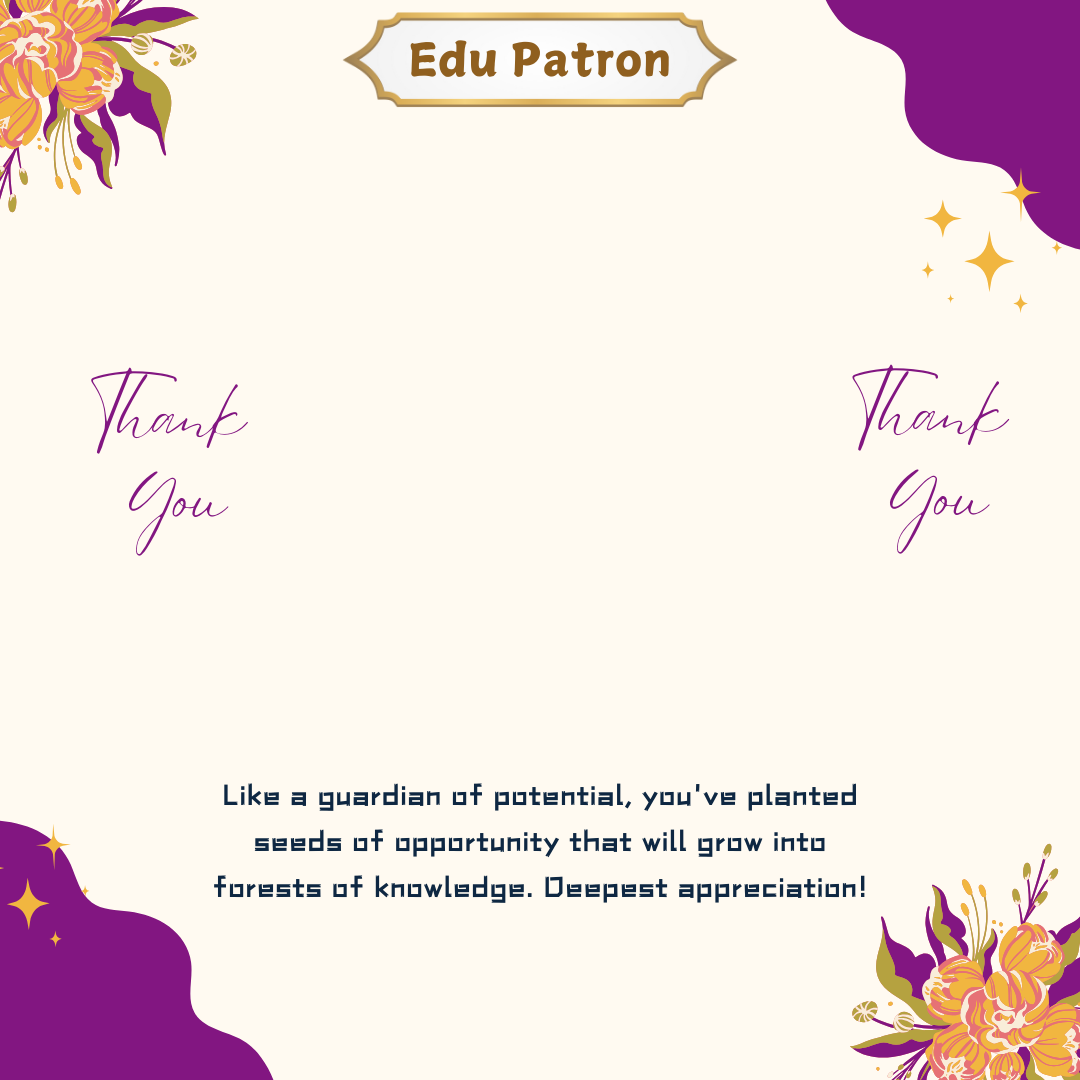 Edu Patron
Thank
You
Thank
You
Like a guardian of potential, you've planted
seeds of opportunity that will grow into
forests of knowledge. Deepest appreciation!